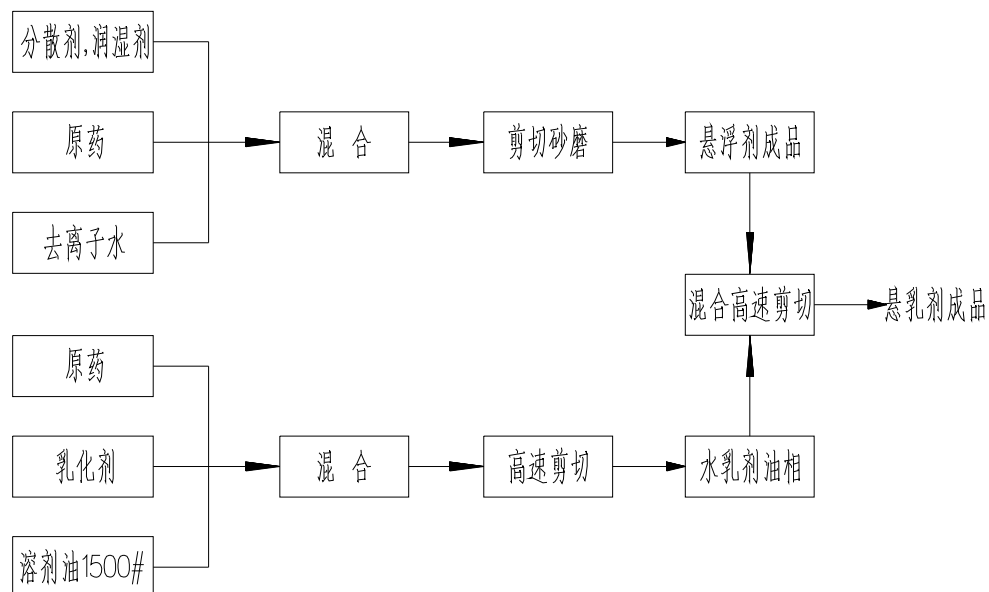 分散剂,润湿剂
原药
混 合
剪切砂磨
悬浮剂成品
去离子水
混合高速剪切
悬乳剂成品
原药
乳化剂
混 合
高速剪切
水乳剂油相
溶剂油1500#